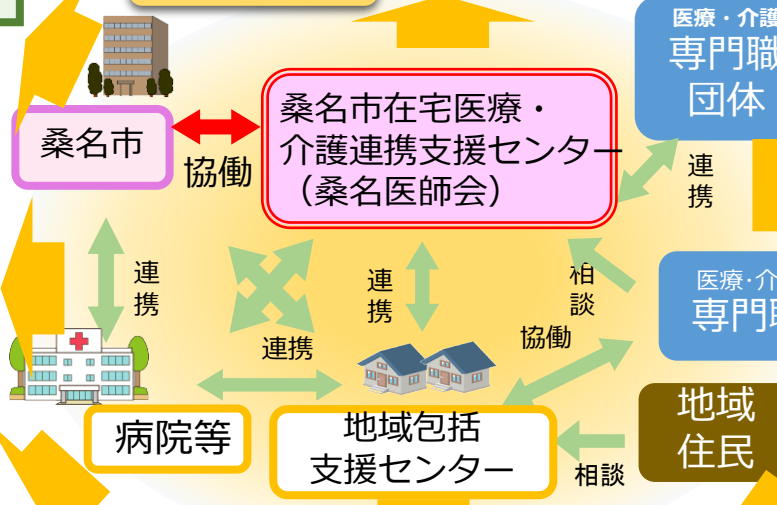 医療・介護
専門職
団体
桑名市在宅医療・
介護連携支援センター
（桑名医師会）
桑名市
協働
連
携
連
携
連
携
連携
相
談
協働
医療・介
専門職
病院等
地域包括
支援センター
相談
地域
住民